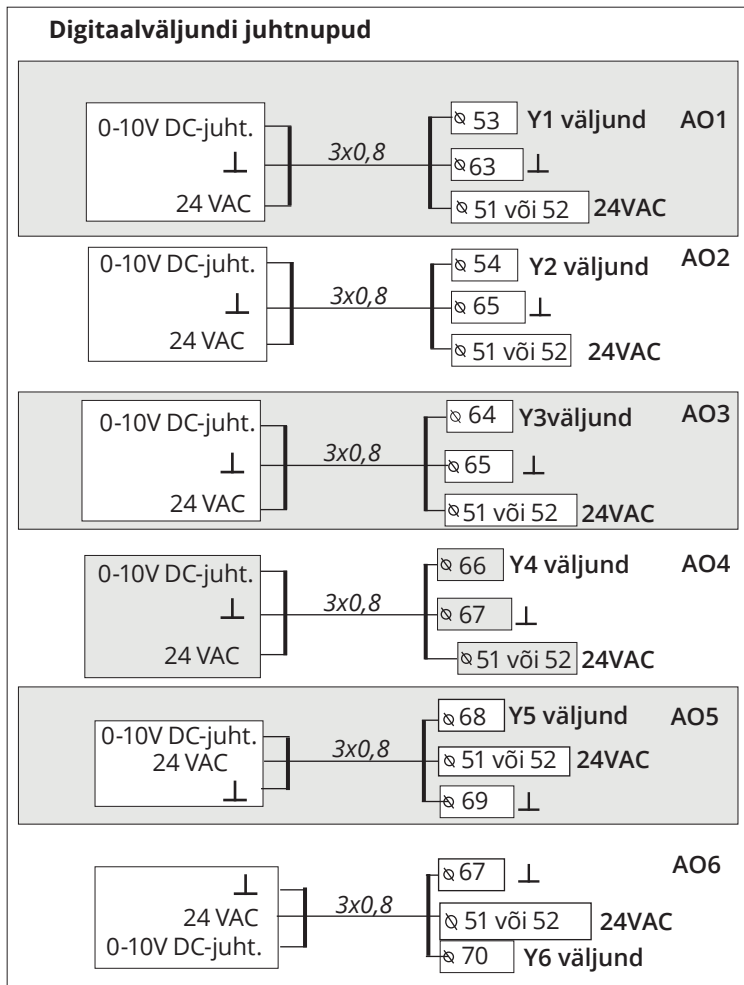 Digitaalväljundi juhtnupud
0-10V DC-juht.
24 VAC
3x0,8
53 Y1 väljund AO1
63
51 või 52 24VAC
0-10V DC-juht.
24 VAC
3x0,8
54 Y2 väljund AO2
65
51 või 52 24VAC
0-10V DC-juht.
24 VAC
3x0,8
64 Y3väljund AO3
65
51 või 52 24VAC
0-10V DC-juht.
24 VAC
3x0,8
66 Y4 väljund AO4
67
51 või 52 24VAC
0-10V DC-juht.
24 VAC
3x0,8
68 Y5 väljund AO5
51 või 52 24VAC
69
24 VAC
0-10V DC-juht.
3x0,8
67 AO6
51 või 52 24VAC
70 Y6 väljund